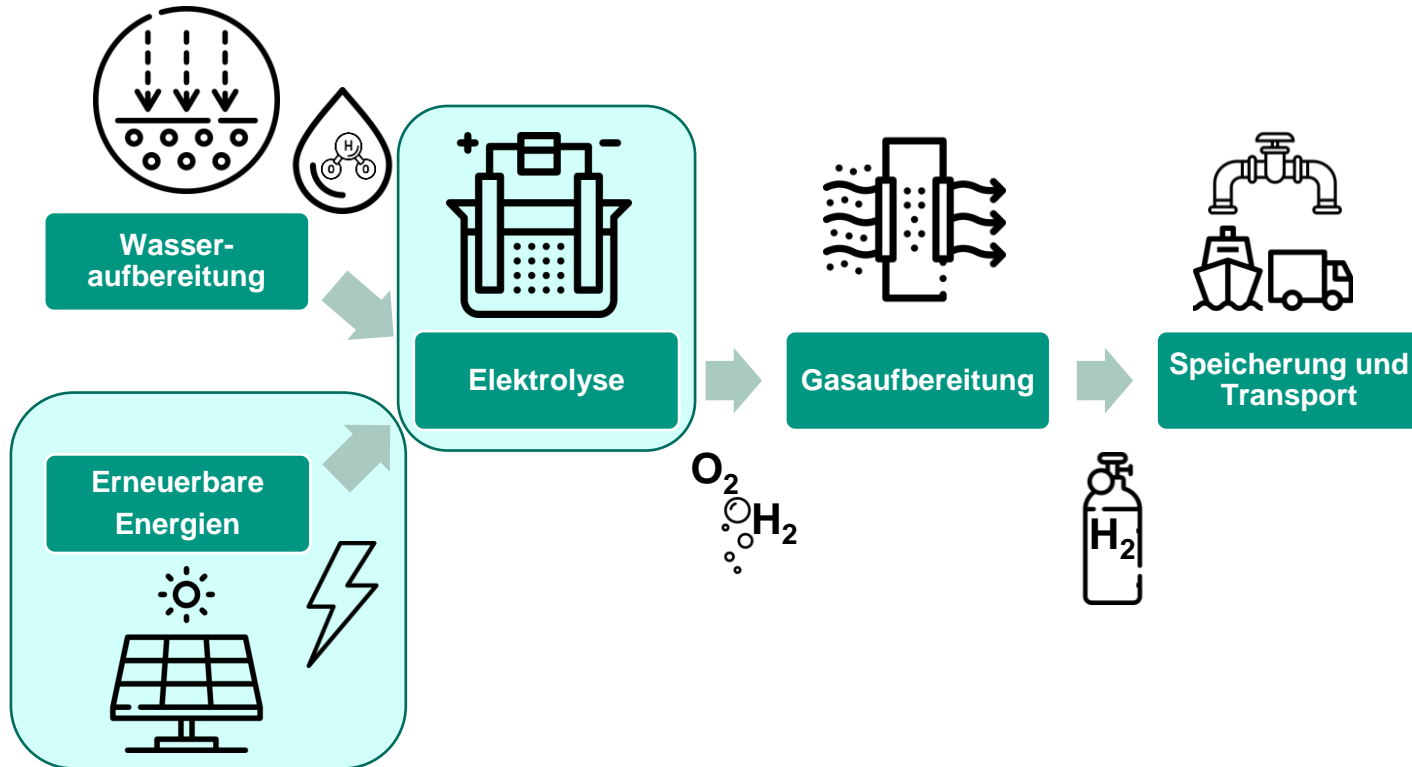 H
O O
Wasser-
aufbereitung
+ −
Elektrolyse
Gasaufbereitung
Speicherung und
Transport
Erneuerbare
Energien
O₂
H₂
H₂